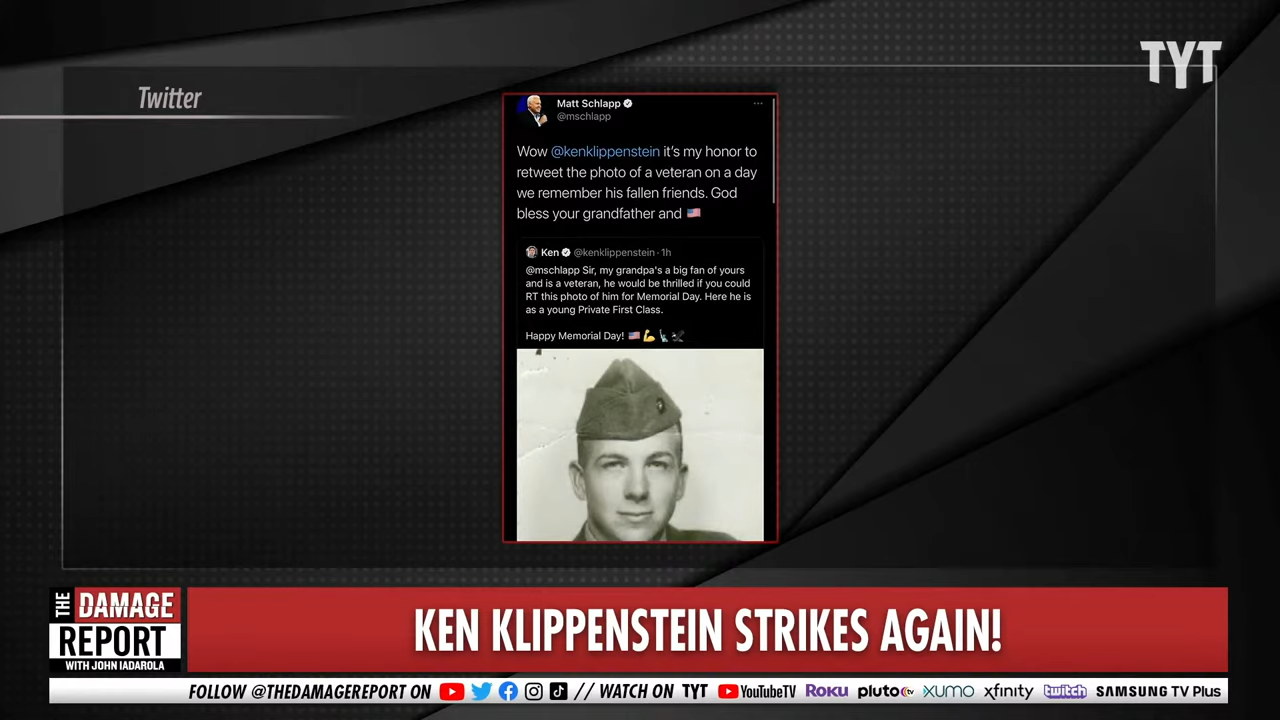 TYT
Twitter
Matt Schlapp
@mschlapp
Wow @kenklippenstein it's my honor to
retweet the photo of a veteran on a day
we remember his fallen friends. God
bless your grandfather and 🇺🇸
Ken @kenklippenstein · 1h
@mschlapp Sir, my grandpa's a big fan of yours
and is a veteran, he would be thrilled if you could
RT this photo of him for Memorial Day. Here he is
as a young Private First Class.
Happy Memorial Day! 🇺🇸💪🗽🛩️
THE DAMAGE
REPORT
WITH JOHN IADAROLA
KEN KLIPPENSTEIN STRIKES AGAIN!
FOLLOW @THEDAMAGEREPORT ON // WATCH ON TYT YouTubeTV ROKU pluto tv XUMO xfinity twitch SAMSUNG TV Plus